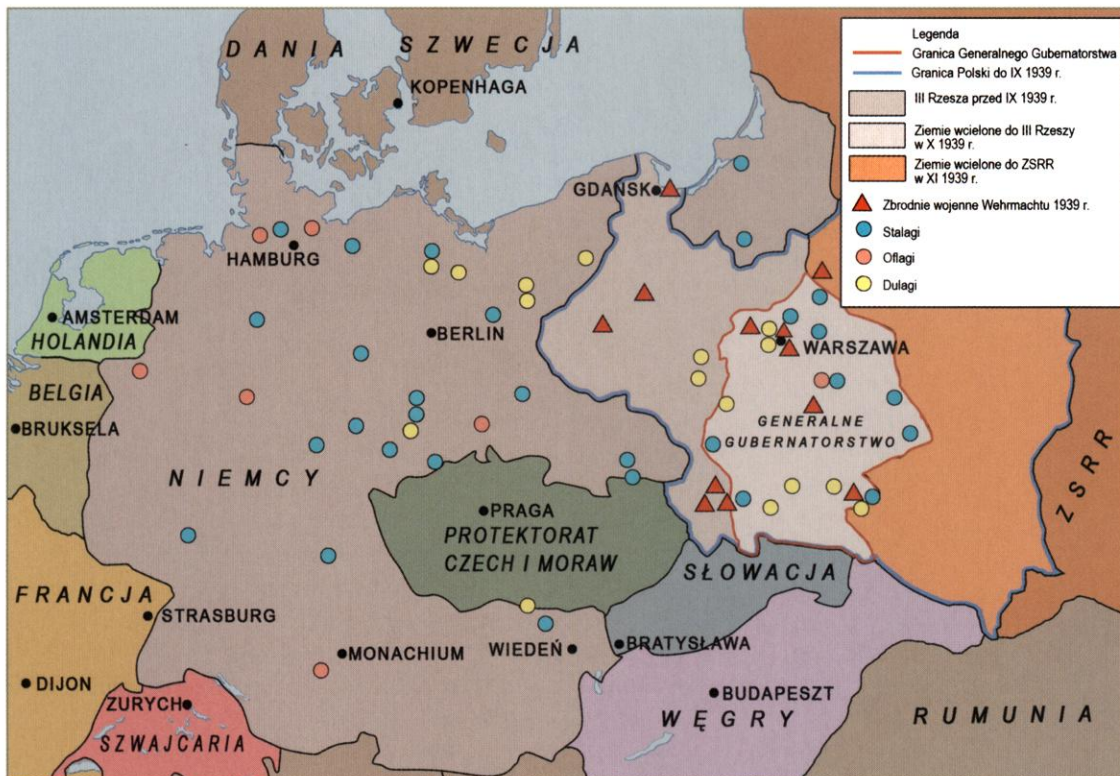 DANIA
SZWECJA
KOPENHAGA
Legenda
Granica Generalnego Gubernatorstwa
Granica Polski do IX 1939 r.
III Rzesza przed IX 1939 r.
Ziemie wcielone do III Rzeszy
w X 1939 r.
Ziemie wcielone do ZSRR
w XI 1939 r.
Zbrodnie wojenne Wehrmachtu 1939 r.
Stalagi
Oflagi
Dulagi
GDAŃSK
HAMBURG
AMSTERDAM
HOLANDIA
BERLIN
WARSZAWA
BELGIA
BRUKSELA
GENERALNE
GUBERNATORSTWO
NIEMCY
ZSRR
PRAGA
PROTEKTORAT
CZECH I MORAW
SŁOWACJA
FRANCJA
STRASBURG
MONACHIUM
WIEDEŃ
BRATYSŁAWA
DIJON
ZURYCH
SZWAJCARIA
BUDAPESZT
WĘGRY
RUMUNIA